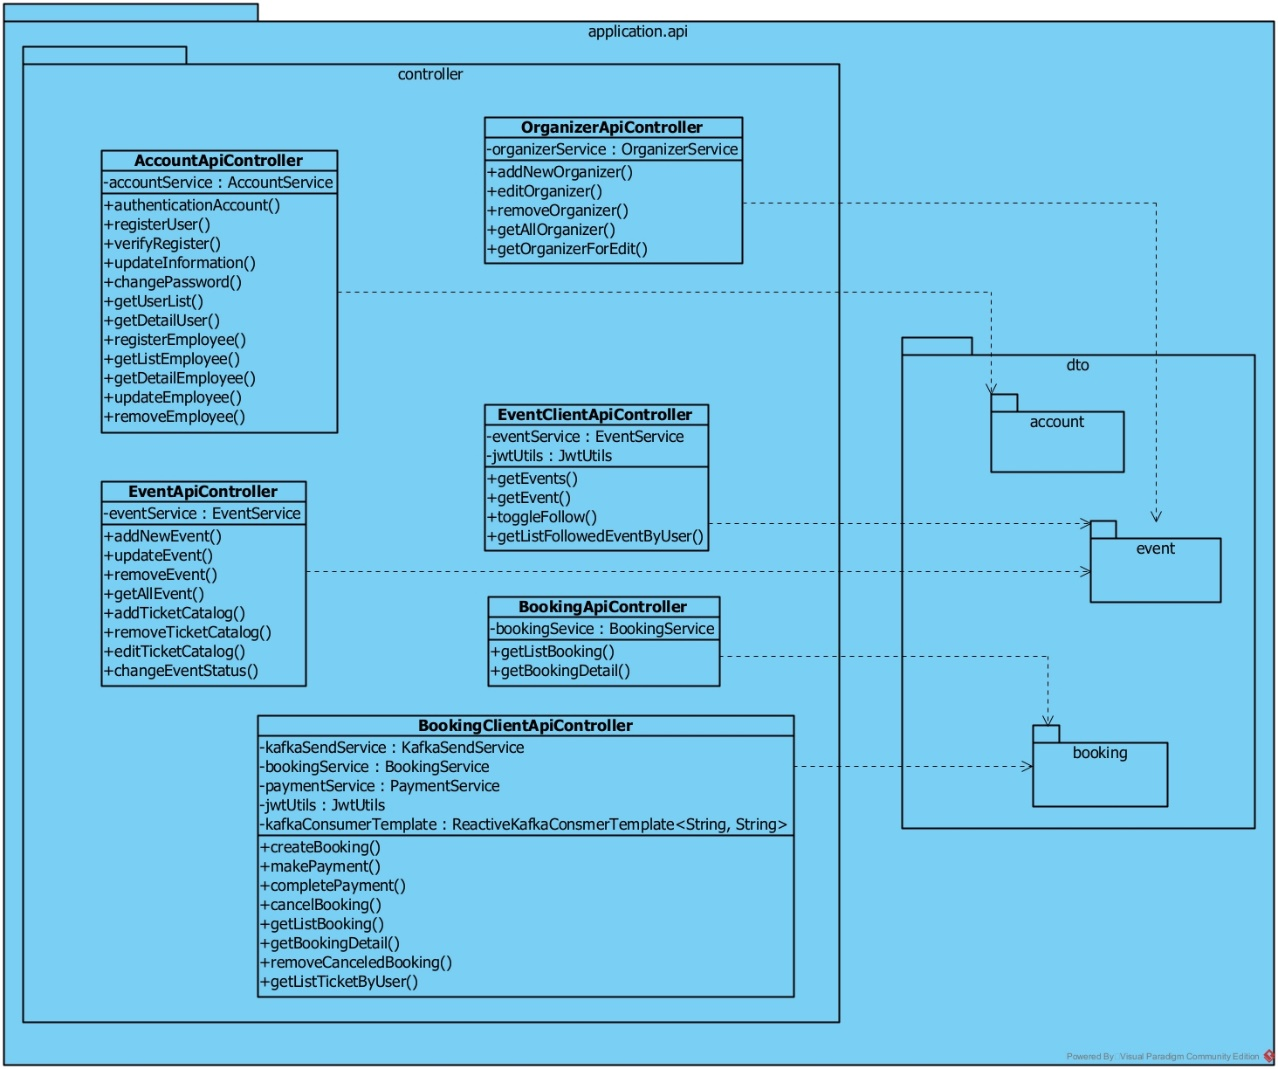 application.api
controller
OrganizerApiController
-organizerService : OrganizerService
+addNewOrganizer()
+editOrganizer()
+removeOrganizer()
+getAllOrganizer()
+getOrganizerForEdit()
AccountApiController
-accountService : AccountService
+authenticationAccount()
+registerUser()
+verifyRegister()
+updateInformation()
+changePassword()
+getUserList()
+getDetailUser()
+registerEmployee()
+getListEmployee()
+getDetailEmployee()
+updateEmployee()
+removeEmployee()
dto
account
EventClientApiController
-eventService : EventService
-jwtUtils : JwtUtils
+getEvents()
+getEvent()
+toggleFollow()
+getListFollowedEventByUser()
EventApiController
-eventService : EventService
+addNewEvent()
+updateEvent()
+removeEvent()
+getAllEvent()
+addTicketCatalog()
+removeTicketCatalog()
+editTicketCatalog()
+changeEventStatus()
event
BookingApiController
-bookingSevice : BookingService
+getListBooking()
+getBookingDetail()
BookingClientApiController
-kafkaSendService : KafkaSendService
-bookingService : BookingService
-paymentService : PaymentService
-jwtUtils : JwtUtils
-kafkaConsumerTemplate : ReactiveKafkaConsmerTemplate<String, String>
+createBooking()
+makePayment()
+completePayment()
+cancelBooking()
+getListBooking()
+getBookingDetail()
+removeCanceledBooking()
+getListTicketByUser()
booking
Powered By: Visual Paradigm Community Edition